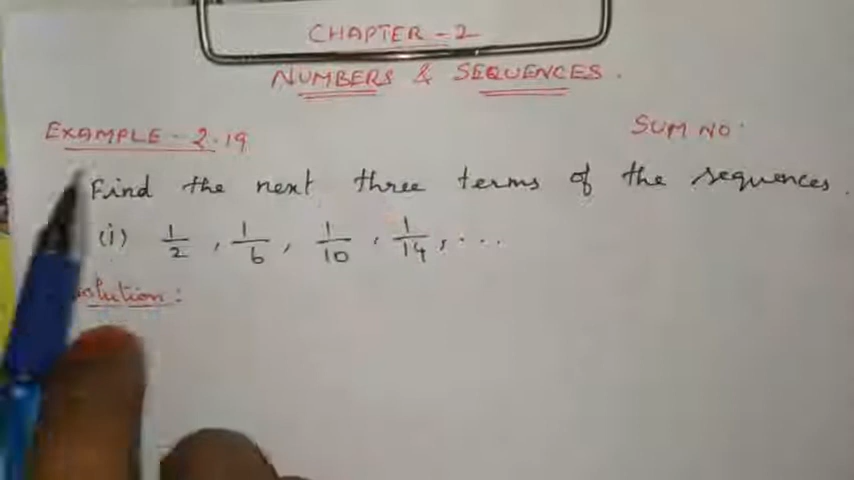 CHAPTER - 2
NUMBERS & SEQUENCES.
EXAMPLE - 2.19
SUM NO:
Find the next three terms of the sequences.
(i) 1/2, 1/6, 1/10, 1/14, ...
olution: